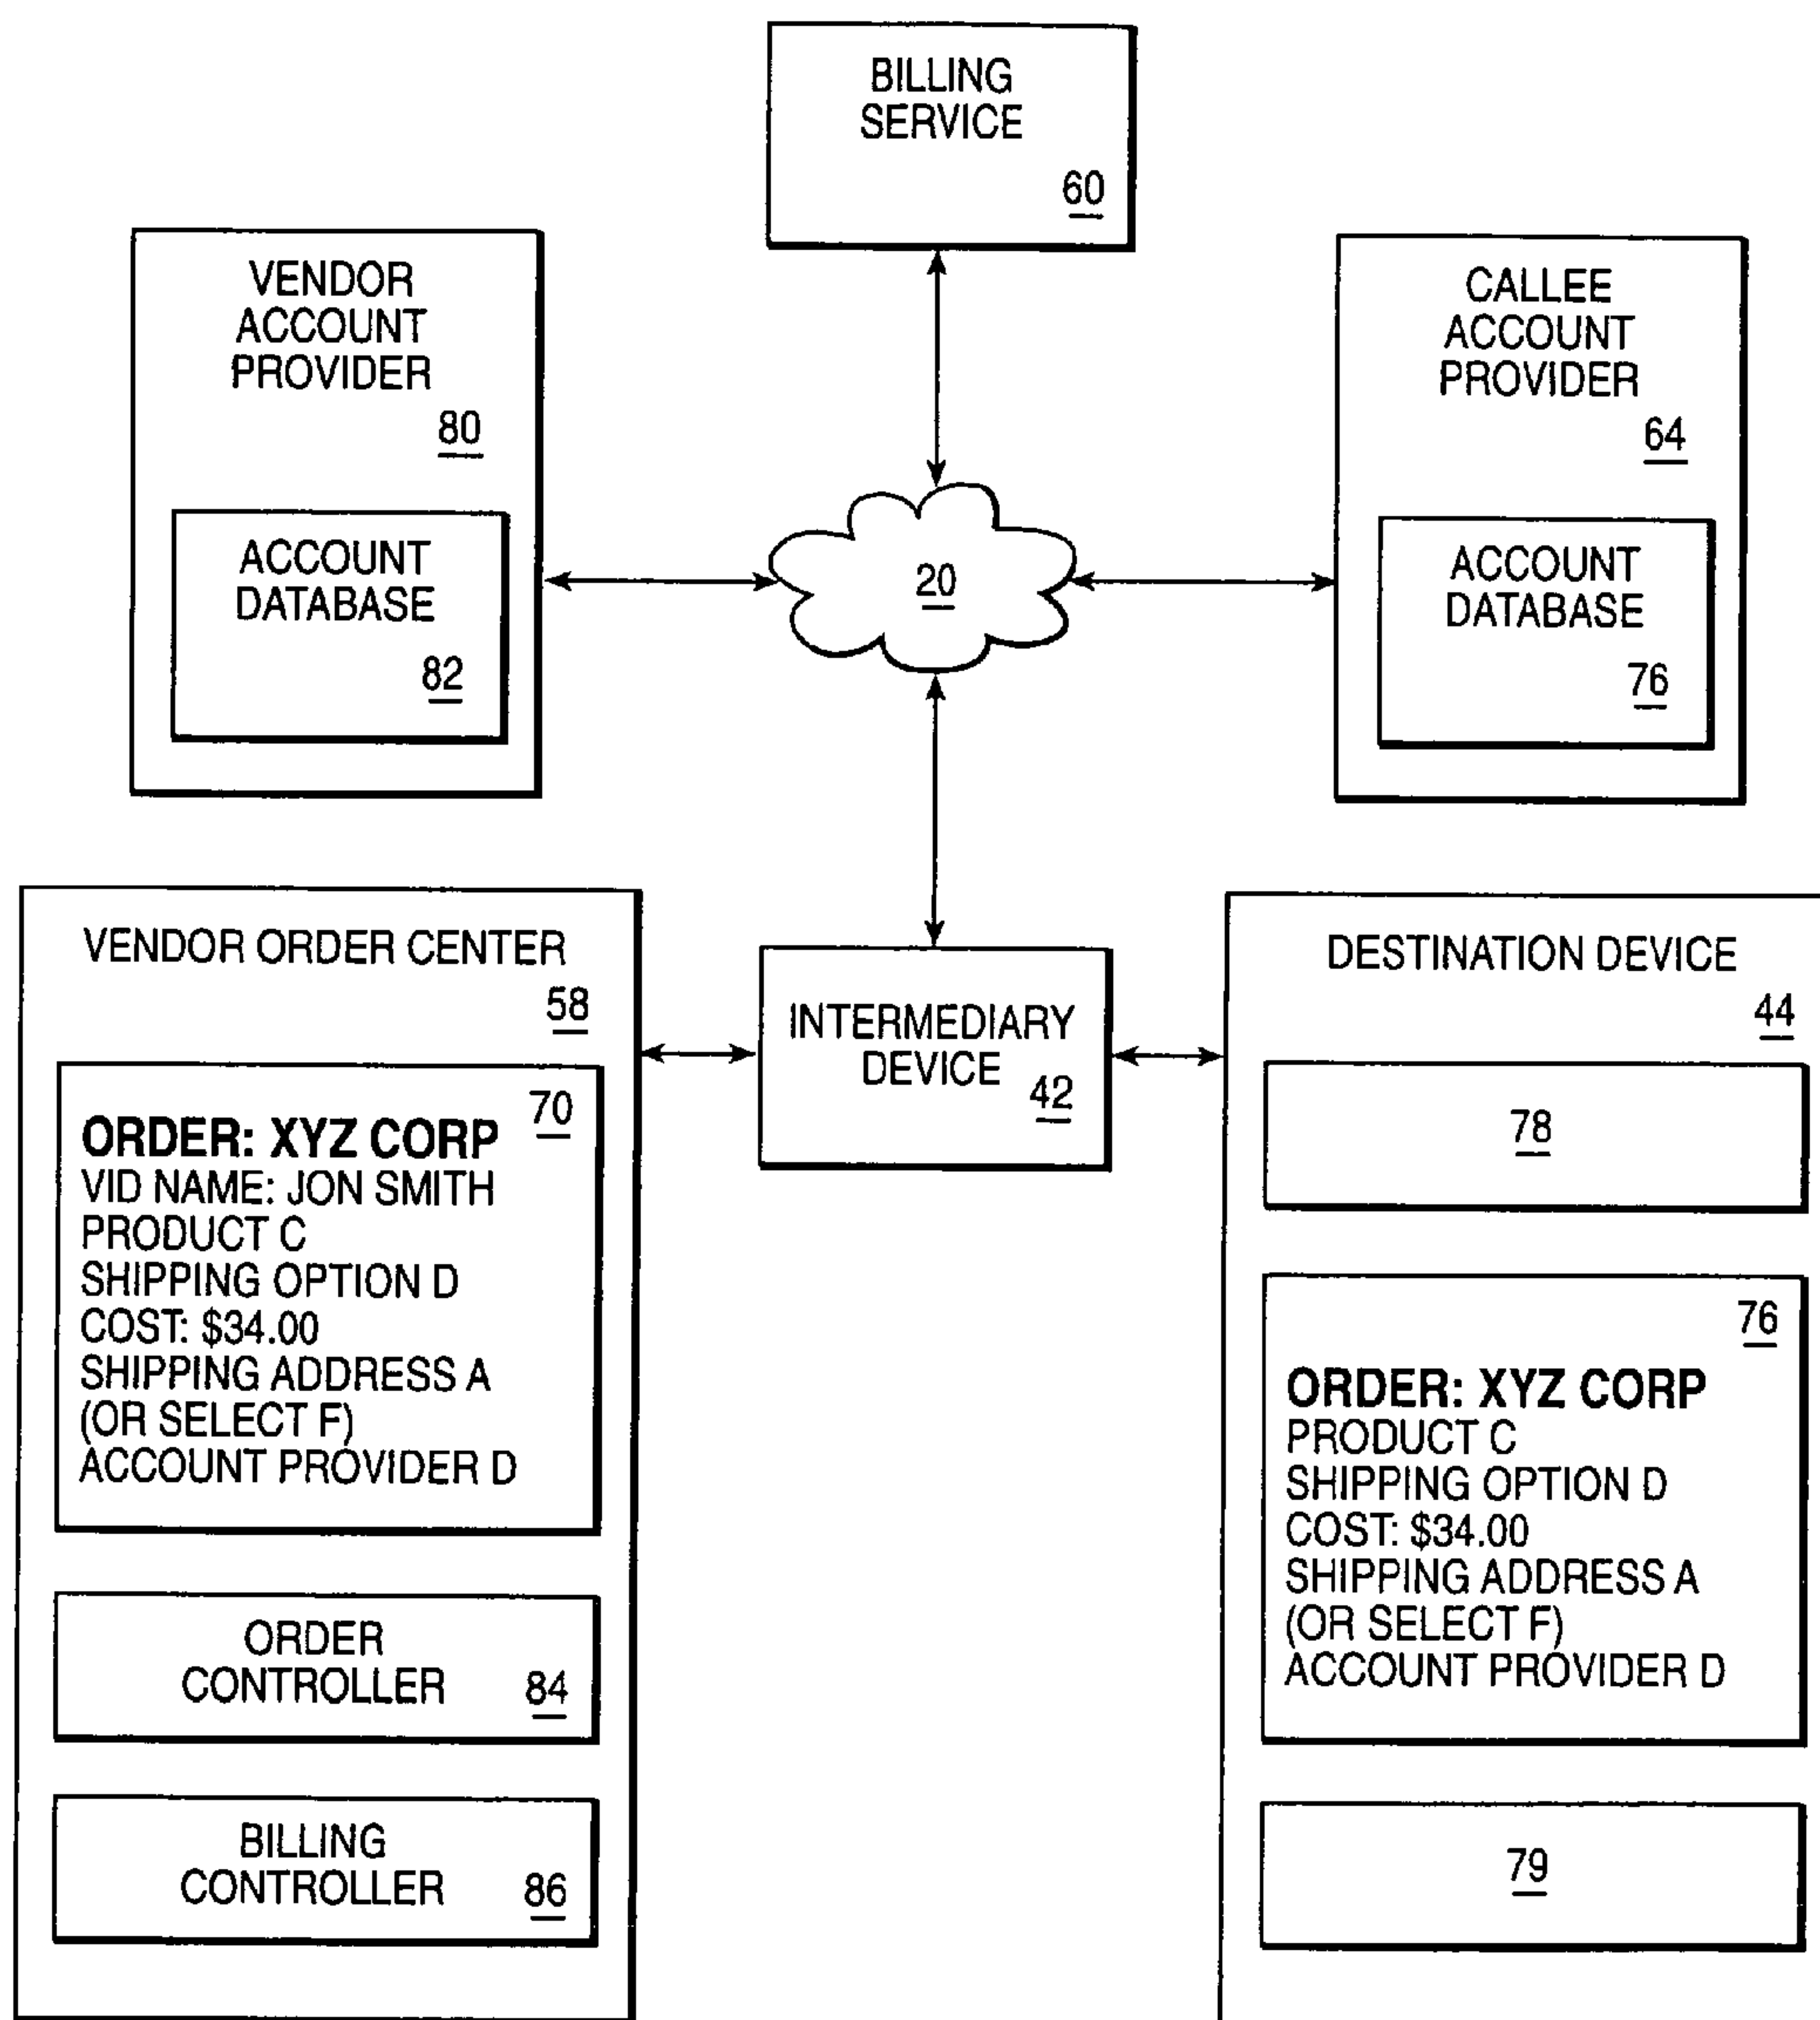 BILLING
SERVICE
60
VENDOR
ACCOUNT
PROVIDER
80
ACCOUNT
DATABASE
82
20
CALLEE
ACCOUNT
PROVIDER
64
ACCOUNT
DATABASE
76
VENDOR ORDER CENTER
58
70
ORDER: XYZ CORP
VID NAME: JON SMITH
PRODUCT C
SHIPPING OPTION D
COST: $34.00
SHIPPING ADDRESS A
(OR SELECT F)
ACCOUNT PROVIDER D
ORDER
CONTROLLER
84
BILLING
CONTROLLER
86
INTERMEDIARY
DEVICE
42
DESTINATION DEVICE
44
78
76
ORDER: XYZ CORP
PRODUCT C
SHIPPING OPTION D
COST: $34.00
SHIPPING ADDRESS A
(OR SELECT F)
ACCOUNT PROVIDER D
79